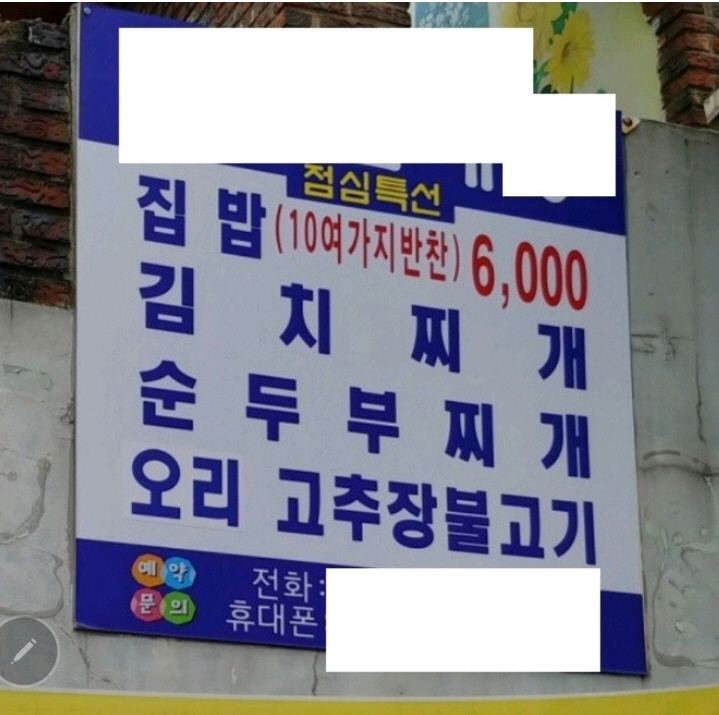 점심특선
집밥(10여가지반찬) 6,000
김치찌개
순두부찌개
오리 고추장불고기
예약
문의
전화:
휴대폰